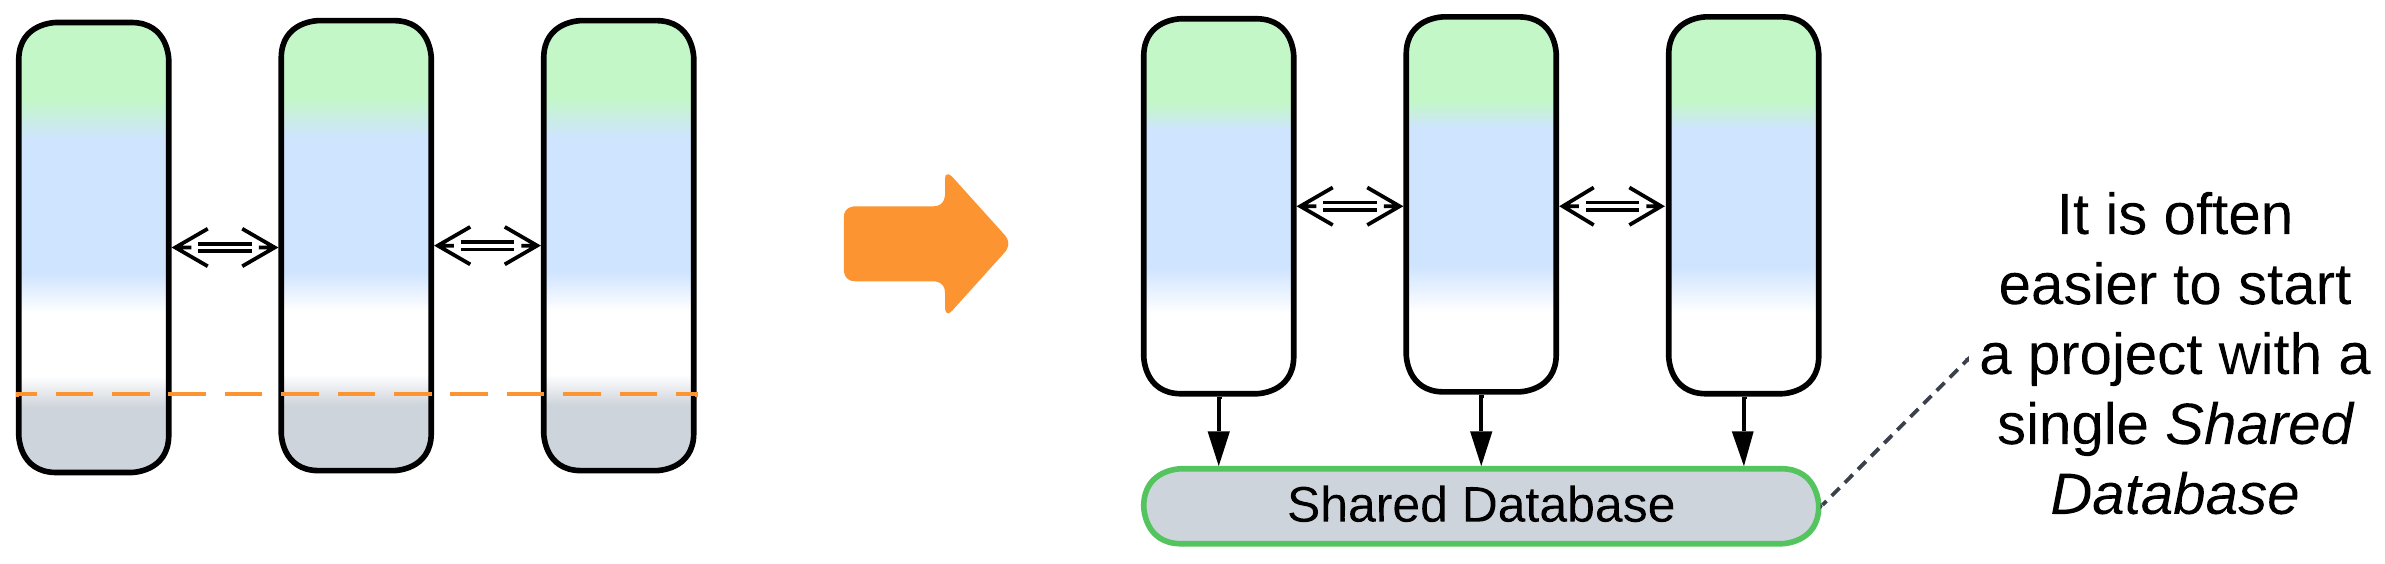 It is often
easier to start
a project with a
single Shared
Database
Shared Database